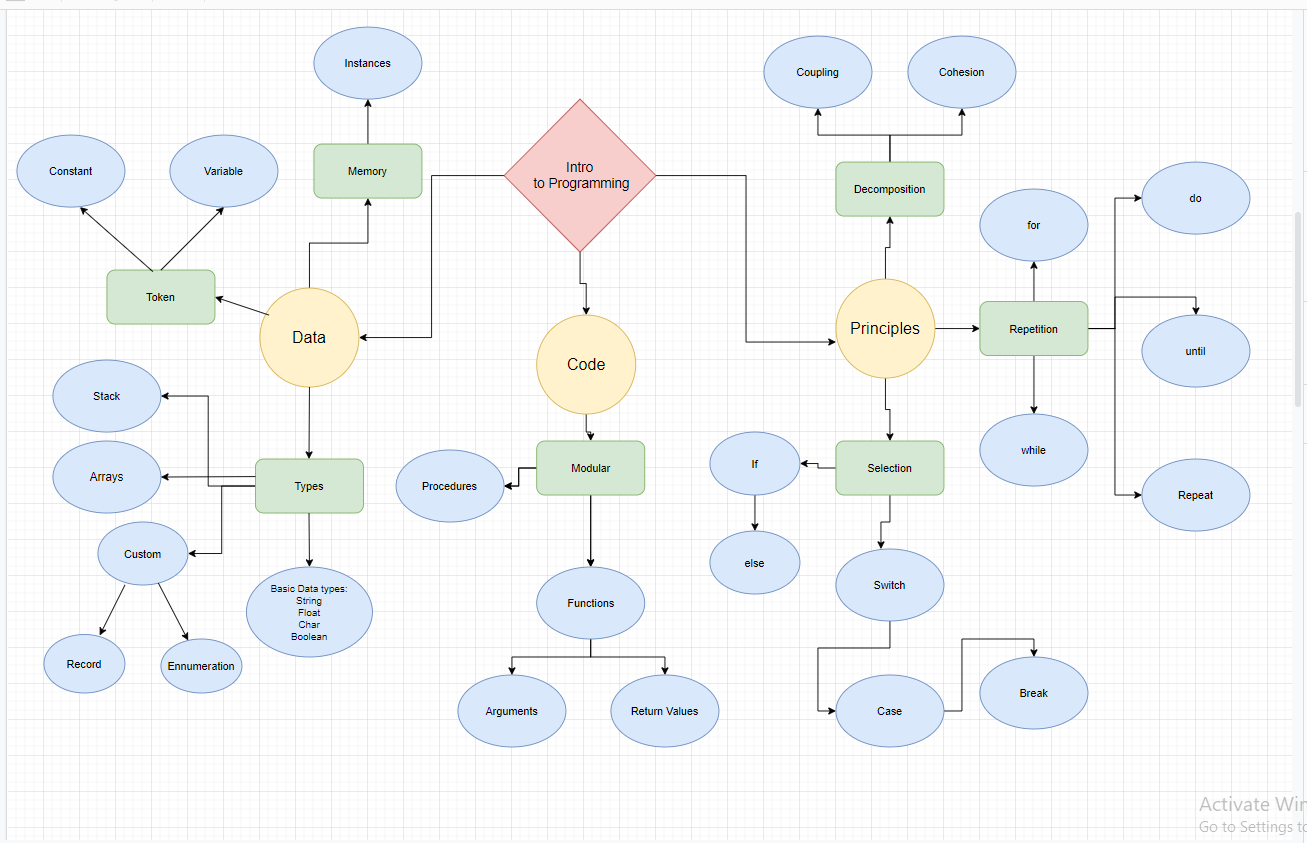 Instances
Coupling
Cohesion
Intro
to Programming
Constant
Variable
Memory
Decomposition
do
for
Token
Data
Code
Principles
Repetition
until
Stack
Arrays
Types
Procedures
Modular
If
Selection
while
Repeat
Custom
Basic Data types:
String
Float
Char
Boolean
Functions
else
Switch
Record
Ennumeration
Arguments
Return Values
Case
Break
Activate Win
Go to Settings to